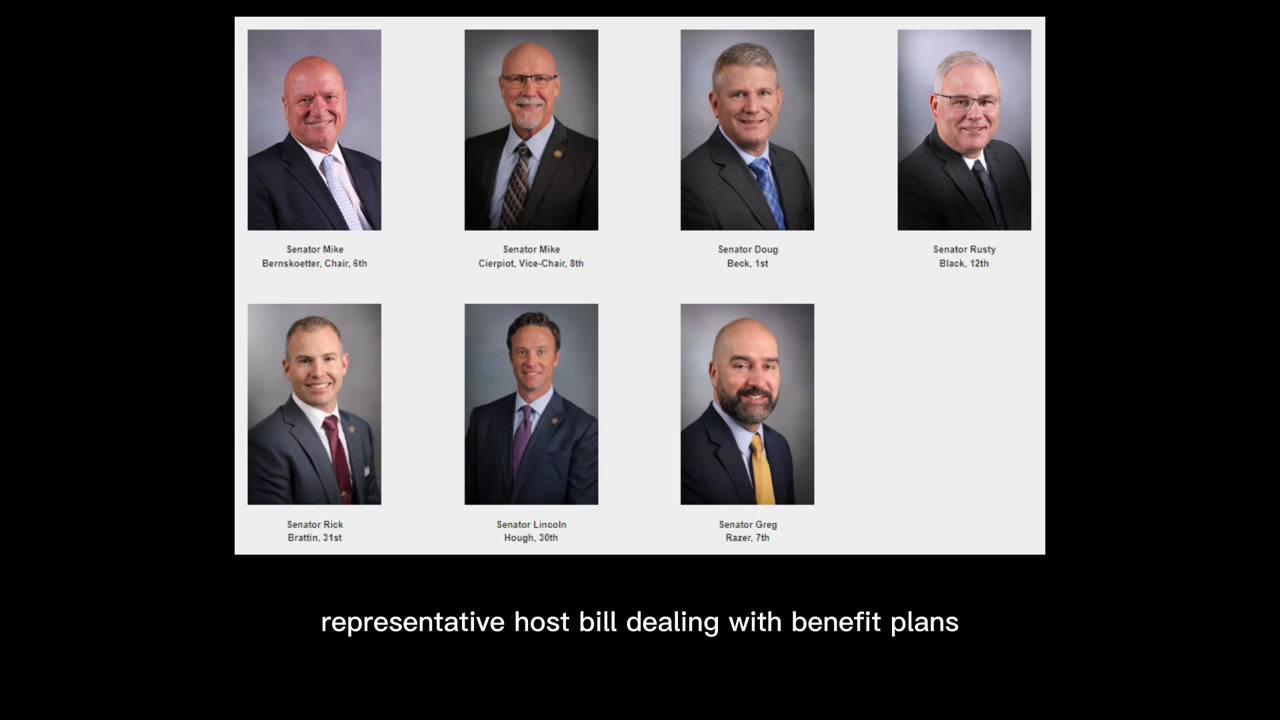 Senator Mike
Bernskoetter, Chair, 6th
Senator Mike
Cierpiot, Vice-Chair, 8th
Senator Doug
Beck, 1st
Senator Rusty
Black, 12th
Senator Rick
Brattin, 31st
Senator Lincoln
Hough, 30th
Senator Greg
Razer, 7th
representative host bill dealing with benefit plans